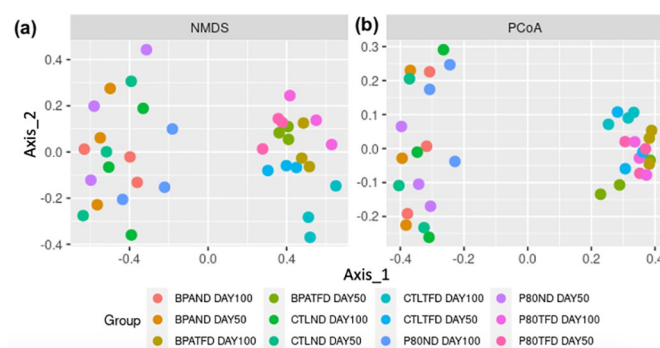 (a) NMDS (b) PCoA
0.4
0.2
0.0
-0.2
-0.4
Axis_2
0.3
0.2
0.1
0.0
-0.1
-0.2
-0.4 0.0 0.4 -0.4 -0.2 0.0 0.2 0.4
Axis_1
Group
BPAND DAY100 BPATFD DAY50 CTLTFD DAY100 P80ND DAY50
BPAND DAY50 CTLND DAY100 CTLTFD DAY50 P80TFD DAY100
BPATFD DAY100 CTLND DAY50 P80ND DAY100 P80TFD DAY50